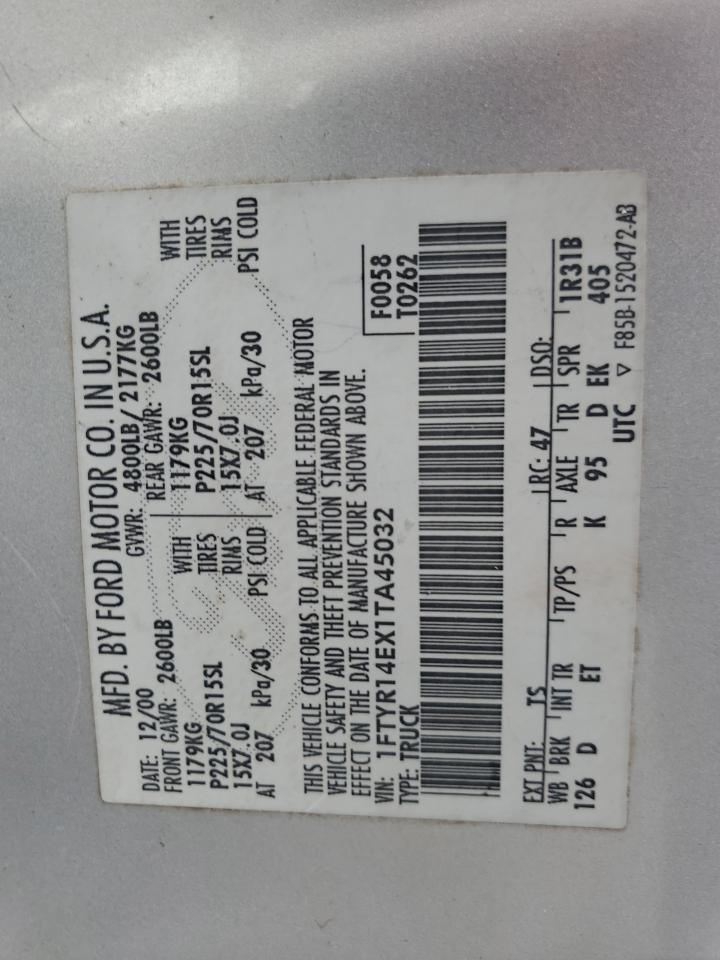 MFD. BY FORD MOTOR CO. IN U.S.A.
DATE: 12/00 GVWR: 4800LB/ 2177KG
FRONT GAWR: 2600LB REAR GAWR: 2600LB
1179KG WITH 1179KG WITH
P225/70R15SL TIRES P225/70R15SL TIRES
15X7.0J RIMS 15X7.0J RIMS
AT 207 kPa/30 PSI COLD AT 207 kPa/30 PSI COLD
THIS VEHICLE CONFORMS TO ALL APPLICABLE FEDERAL MOTOR
VEHICLE SAFETY AND THEFT PREVENTION STANDARDS IN
EFFECT ON THE DATE OF MANUFACTURE SHOWN ABOVE.
VIN: 1FTYR14EX1TA45032 F0058
TYPE: TRUCK T0262
EXT PNT: TS RC: 47 DSO:
WB BRK INT TR TP/PS R AXLE TR SPR 1R31B
126 D ET K 95 D EK 405
UTC ▽ F85B-1520472-AB